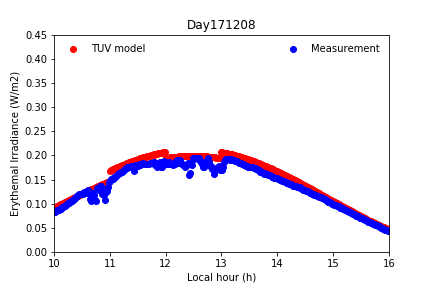 Day171208
Erythemal Irradiance (W/m2)
0.45
0.40
0.35
0.30
0.25
0.20
0.15
0.10
0.05
0.00
TUV model
Measurement
10 11 12 13 14 15 16
Local hour (h)